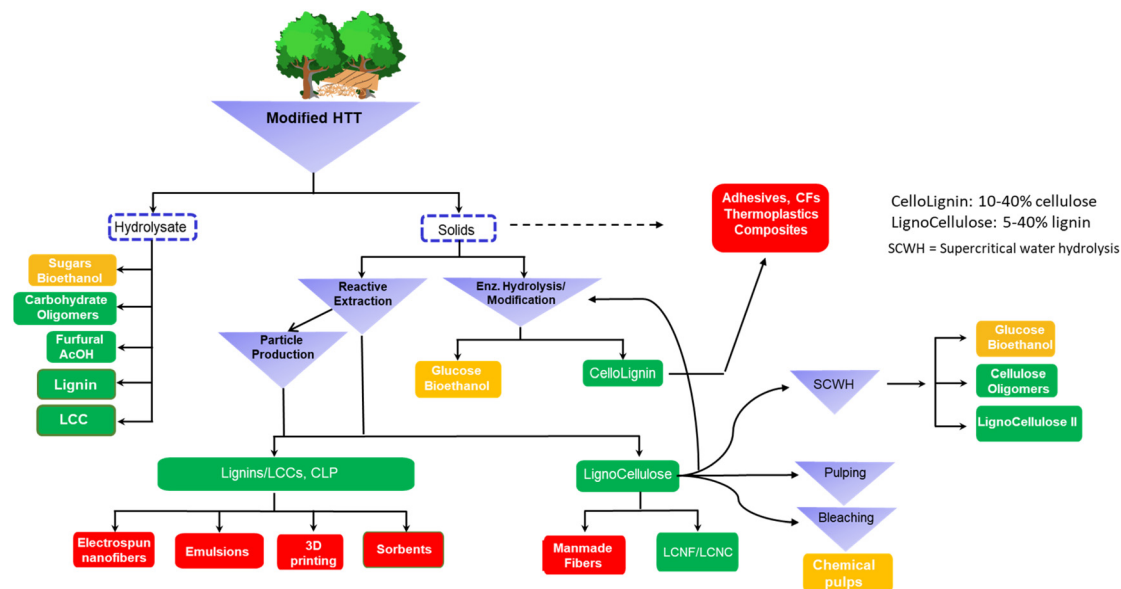 Modified HTT
Hydrolysate
Solids
Adhesives, CFs
Thermoplastics
Composites
CelloLignin: 10-40% cellulose
LignoCellulose: 5-40% lignin
SCWH = Supercritical water hydrolysis
Sugars
Bioethanol
Carbohydrate
Oligomers
Furfural
AcOH
Lignin
LCC
Reactive
Extraction
Enz. Hydrolysis/
Modification
Particle
Production
Glucose
Bioethanol
CelloLignin
SCWH
Glucose
Bioethanol
Cellulose
Oligomers
LignoCellulose II
Lignins/LCCs, CLP
LignoCellulose
Pulping
Bleaching
Chemical
pulps
Electrospun
nanofibers
Emulsions
3D
printing
Sorbents
Manmade
Fibers
LCNF/LCNC